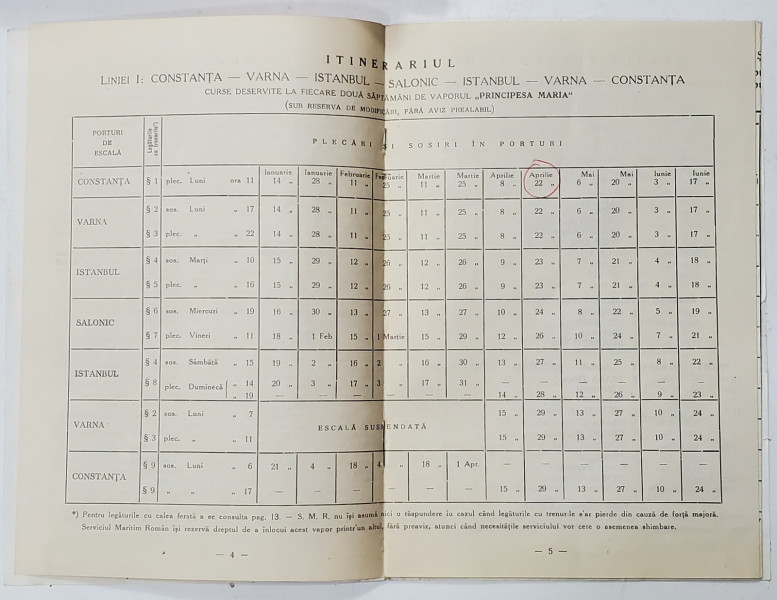 ITINERARIUL
LINIEI I: CONSTANȚA — VARNA — ISTANBUL — SALONIC — ISTANBUL — VARNA — CONSTANȚA
CURSE DESERVITE LA FIECARE DOUĂ SĂPTĂMÂNI DE VAPORUL „PRINCIPESA MARIA"
(SUB RESERVA DE MODIFICĂRI, FĂRĂ AVIZ PREALABIL)
PORTURI DE ESCALĂ Legăturile cu trenurile*) PLECĂRI ȘI SOSIRI ÎN PORTURI
Ianuarie Ianuarie Februarie Februarie Martie Martie Aprilie Aprilie Mai Mai Iunie Iunie
CONSTANȚA § 1 plec. Luni ora 11 14 „ 28 „ 11 „ 25 „ 11 „ 25 „ 8 „ 22 „ 6 „ 20 „ 3 „ 17 „
VARNA § 2 sos. Luni „ 17 14 „ 28 „ 11 „ 25 „ 11 „ 25 „ 8 „ 22 „ 6 „ 20 „ 3 „ 17 „
§ 3 plec. „ „ 22 14 „ 28 „ 11 „ 25 „ 11 „ 25 „ 8 „ 22 „ 6 „ 20 „ 3 „ 17 „
ISTANBUL § 4 sos. Marți „ 10 15 „ 29 „ 12 „ 26 „ 12 „ 26 „ 9 „ 23 „ 7 „ 21 „ 4 „ 18 „
§ 5 plec. „ „ 16 15 „ 29 „ 12 „ 26 „ 12 „ 26 „ 9 „ 23 „ 7 „ 21 „ 4 „ 18 „
SALONIC § 6 sos. Miercuri „ 19 16 „ 30 „ 13 „ 27 „ 13 „ 27 „ 10 „ 24 „ 8 „ 22 „ 5 „ 19 „
§ 7 plec. Vineri „ 11 18 „ 1 Feb 15 „ 1 Martie 15 „ 29 „ 12 „ 26 „ 10 „ 24 „ 7 „ 21 „
ISTANBUL § 4 sos. Sâmbătă „ 15 19 „ 2 „ 16 „ 2 „ 16 „ 30 „ 13 „ 27 „ 11 „ 25 „ 8 „ 22 „
§ 8 plec. Duminecă „ 14 20 „ 3 „ 17 „ 3 „ 17 „ 31 „ — — — — — —
„ 19 — — — — — — 14 „ 28 „ 12 „ 26 „ 9 „ 23 „
VARNA § 2 sos. Luni „ 7 15 „ 29 „ 13 „ 27 „ 10 „ 24 „
ESCALĂ SUSPENDATĂ
§ 3 plec. „ „ 11 15 „ 29 „ 13 „ 27 „ 10 „ 24 „
CONSTANȚA § 9 sos. Luni „ 6 21 „ 4 „ 18 „ 4 „ 18 „ 1 Apr. — — — — — —
§ 9 „ „ „ 17 — — — — — — 15 „ 29 „ 13 „ 27 „ 10 „ 24 „
*) Pentru legăturile cu calea ferată a se consulta pag. 13. — S. M. R. nu își asumă nici o răspundere în cazul când legăturile cu trenurile s'ar pierde din cauză de forță majoră.
Serviciul Maritim Român își rezervă dreptul de a înlocui acest vapor printr'un altul, fără preaviz, atunci când necesitățile serviciului vor cere o asemenea shimbare.
— 4 — — 5 —